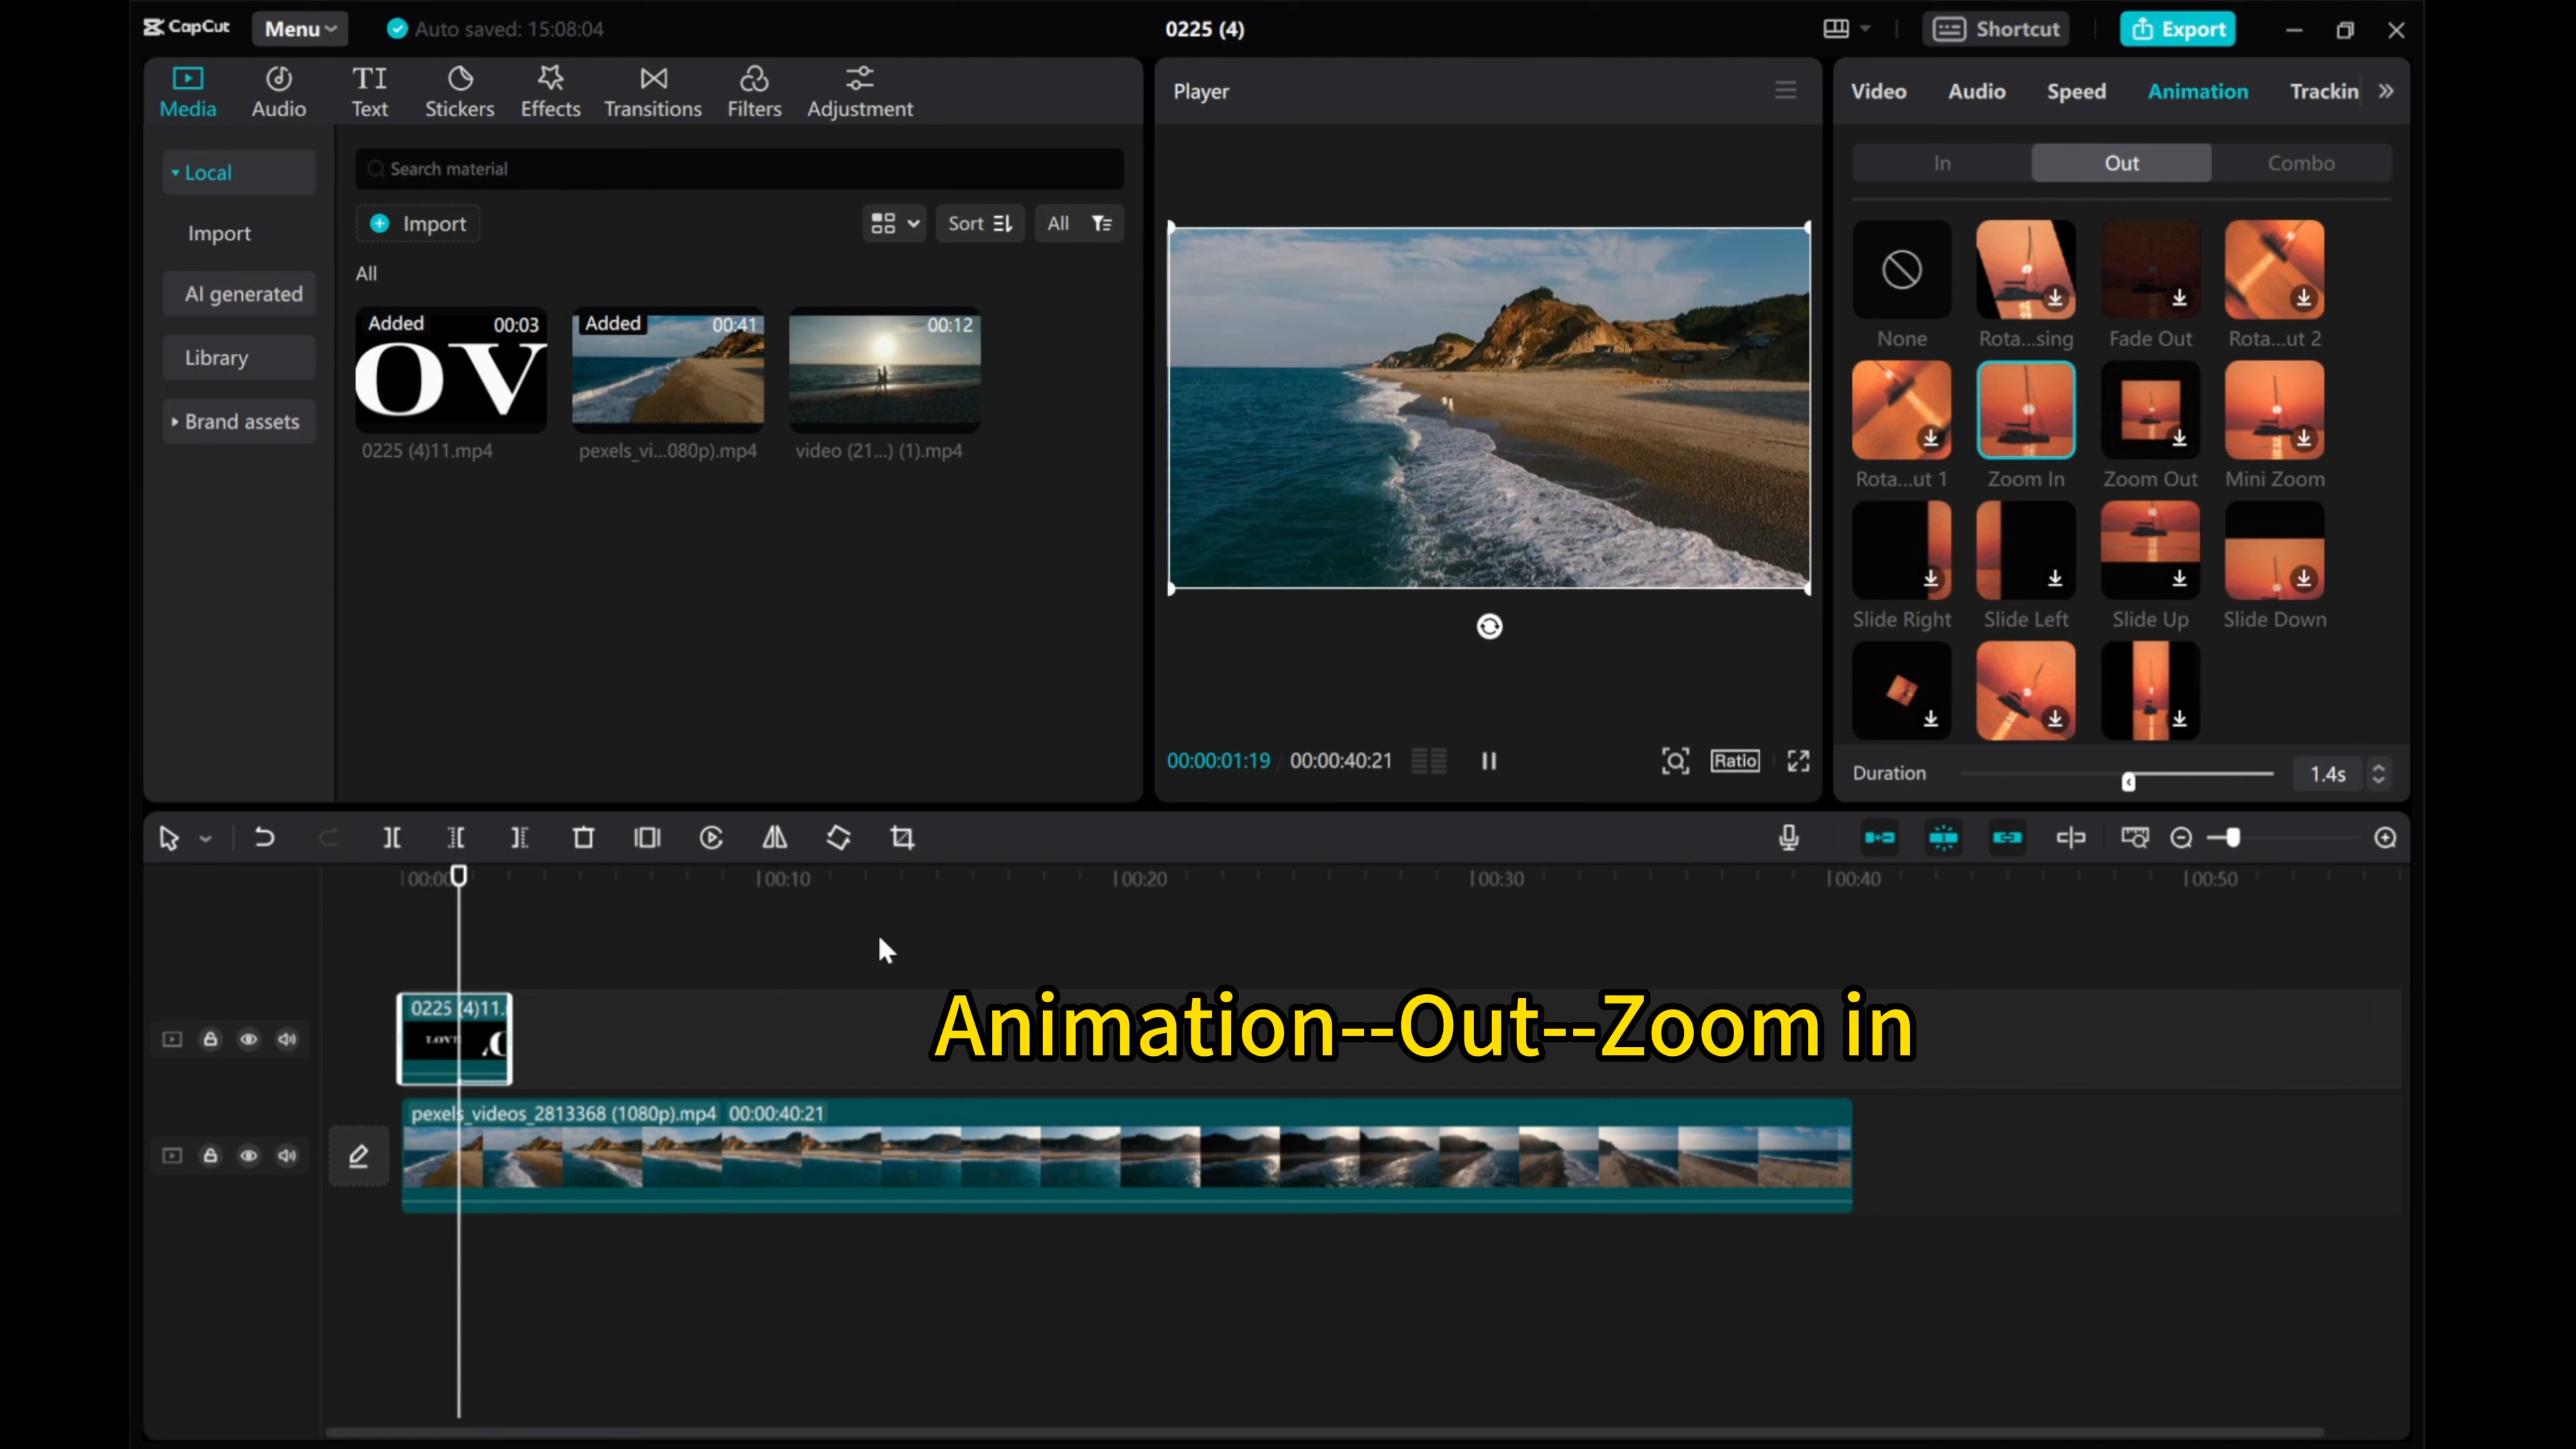 CapCut
Menu
Auto saved: 15:08:04
0225 (4)
Shortcut
Export
Media
Audio
TI
Text
Stickers
Effects
Transitions
Filters
Adjustment
Local
Import
AI generated
Library
Brand assets
Search material
Import
Sort
All
All
Added 00:03
OV
0225 (4)11.mp4
Added 00:41
pexels_vi...080p).mp4
00:12
video (21...) (1).mp4
Player
00:00:01:19 / 00:00:40:21
Ratio
Video
Audio
Speed
Animation
Trackin
In
Out
Combo
None
Rota...sing
Fade Out
Rota...ut 2
Rota...ut 1
Zoom In
Zoom Out
Mini Zoom
Slide Right
Slide Left
Slide Up
Slide Down
Duration
1.4s
00:00
00:10
00:20
00:30
00:40
00:50
0225 (4)11.
LOVE
Animation--Out--Zoom in
pexels_videos_2813368 (1080p).mp4 00:00:40:21